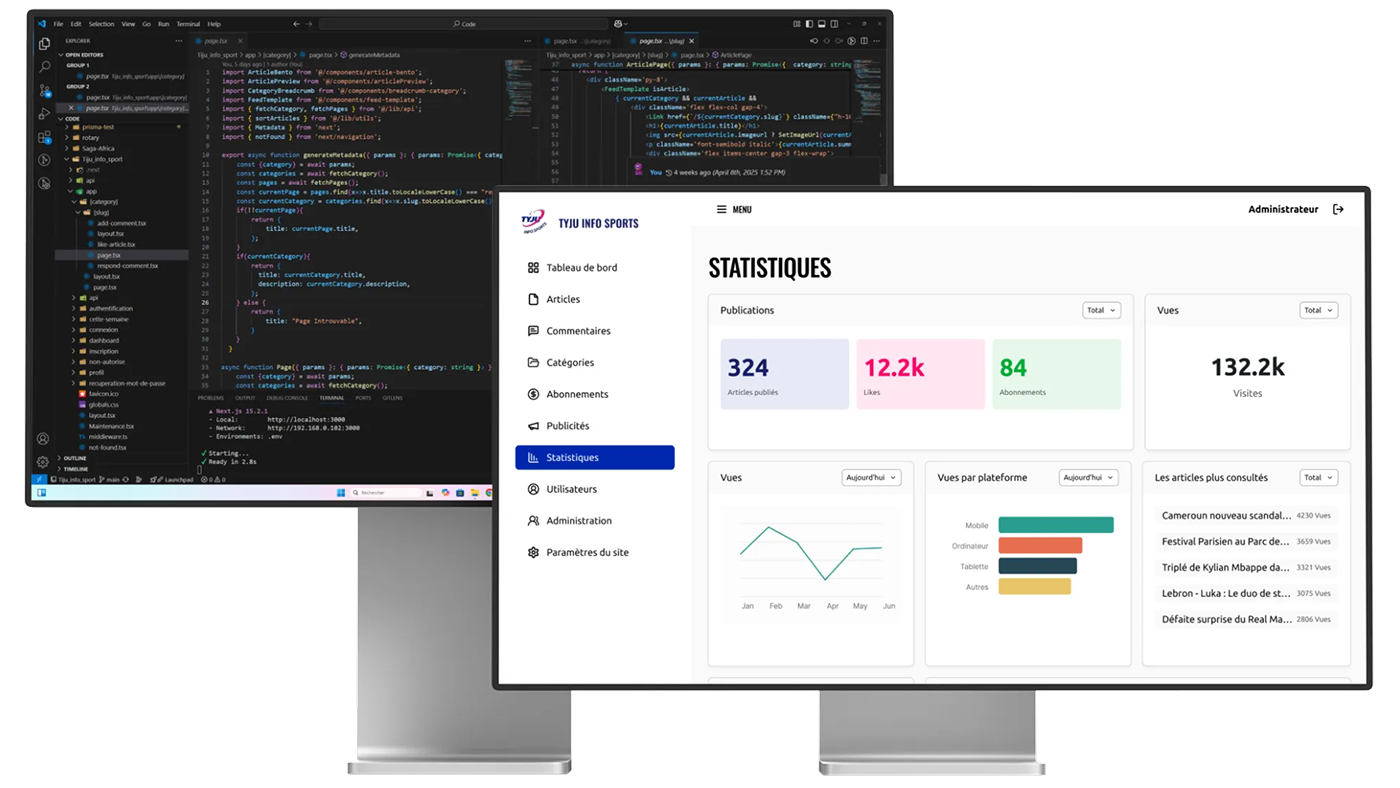 File Edit Selection View Go Run Terminal Help
Code
EXPLORER
OPEN EDITORS
GROUP 1
page.tsx Tiju_info_sport\app\[category]
GROUP 2
page.tsx Tiju_info_sport\app\[category]
page.tsx Tiju_info_sport\app\[category]...
CODE
prisma-test
rotary
Saga-Africa
Tiju_info_sport
.next
api
app
[category]
[slug]
add-comment.tsx
layout.tsx
like-article.tsx
page.tsx
respond-comment.tsx
layout.tsx
page.tsx
api
authentification
cette-semaine
connexion
dashboard
inscription
non-autorise
profil
recuperation-mot-de-passe
favicon.ico
globals.css
layout.tsx
Maintenance.tsx
middleware.ts
not-found.tsx
OUTLINE
TIMELINE
page.tsx
Tiju_info_sport > app > [category] > page.tsx > generateMetadata
You, 5 days ago | 1 author (You)
1 import ArticleBento from '@/components/article-bento';
2 import ArticlePreview from '@/components/articlePreview';
3 import CategoryBreadcrumb from '@/components/breadcrumb-category';
4 import FeedTemplate from '@/components/feed-template';
5 import { fetchCategory, fetchPages } from '@/lib/api';
6 import { sortArticles } from '@/lib/utils';
7 import { Metadata } from 'next';
8 import { notFound } from 'next/navigation';
9
10 export async function generateMetadata({ params }: { params: Promise<{ categ
11 const {category} = await params;
12 const categories = await fetchCategory();
13 const pages = await fetchPages();
14 const currentPage = pages.find(x=>x.title.toLocaleLowerCase() === "re
15 const currentCategory = categories.find(x=>x.slug.toLocaleLowerCase()
16 if(!!currentPage){
17 return {
18 title: currentPage.title,
19 };
20 }
21 if(currentCategory){
22 return {
23 title: currentCategory.title,
24 description: currentCategory.description,
25 };
26 } else {
27 return {
28 title: "Page Introuvable",
29 }
30 }
31 }
32
33 async function Page({ params }: { params: Promise<{ category: string }> }
34 const {category} = await params;
35 const categories = await fetchCategory();
PROBLEMS OUTPUT DEBUG CONSOLE TERMINAL PORTS GITLENS
▲ Next.js 15.2.1
- Local: http://localhost:3000
- Network: http://192.168.0.102:3000
- Environments: .env
✓ Starting...
✓ Ready in 2.8s
Tiju_info_sport main Launchpad 0 0
Rechercher
page.tsx ...\[category] page.tsx ...\[slug]
Tiju_info_sport > app > [category] > [slug] > page.tsx > ArticlePage
37 async function ArticlePage({ params }: { params: Promise<{ category: string
45 return (
46 <div className='py-8'>
47 <FeedTemplate isArticle>
48 { currentCategory && currentArticle &&
49 <div className='flex flex-col gap-4'>
50 <Link href={`/${currentCategory.slug}`} className={"h-10
51 <h1>{currentArticle.title}</h1>
52 <img src={currentArticle.imageurl ? SetImageUrl(currentA
53 <p className='font-semibold italic'>{currentArticle.summ
54 <div className='flex items-center gap-3 flex-wrap'>
55
You 4 weeks ago (April 8th, 2025 1:52 PM)
56
TYJU
INFO SPORTS
TYJU INFO SPORTS
MENU
Administrateur
Tableau de bord
Articles
Commentaires
Catégories
Abonnements
Publicités
Statistiques
Utilisateurs
Administration
Paramètres du site
STATISTIQUES
Publications
Total
324
Articles publiés
12.2k
Likes
84
Abonnements
Vues
Total
132.2k
Visites
Vues
Aujourd'hui
Jan Feb Mar Apr May Jun
Vues par plateforme
Aujourd'hui
Mobile
Ordinateur
Tablette
Autres
Les articles plus consultés
Total
Cameroun nouveau scandal... 4230 Vues
Festival Parisien au Parc de... 3659 Vues
Triplé de Kylian Mbappe da... 3321 Vues
Lebron - Luka : Le duo de st... 3075 Vues
Défaite surprise du Real Ma... 2806 Vues